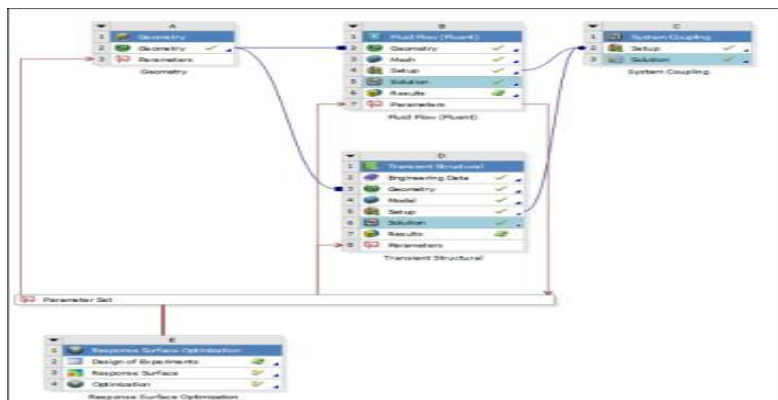 A
1 Geometry
2 Geometry
3 Parameters
Geometry
B
1 Fluid Flow (Fluent)
2 Geometry
3 Mesh
4 Setup
5 Solution
6 Results
7 Parameters
Fluid Flow (Fluent)
C
1 System Coupling
2 Setup
3 Solution
System Coupling
D
1 Transient Structural
2 Engineering Data
3 Geometry
4 Model
5 Setup
6 Solution
7 Results
8 Parameters
Transient Structural
Parameter Set
E
1 Response Surface Optimization
2 Design of Experiments
3 Response Surface
4 Optimization
Response Surface Optimization